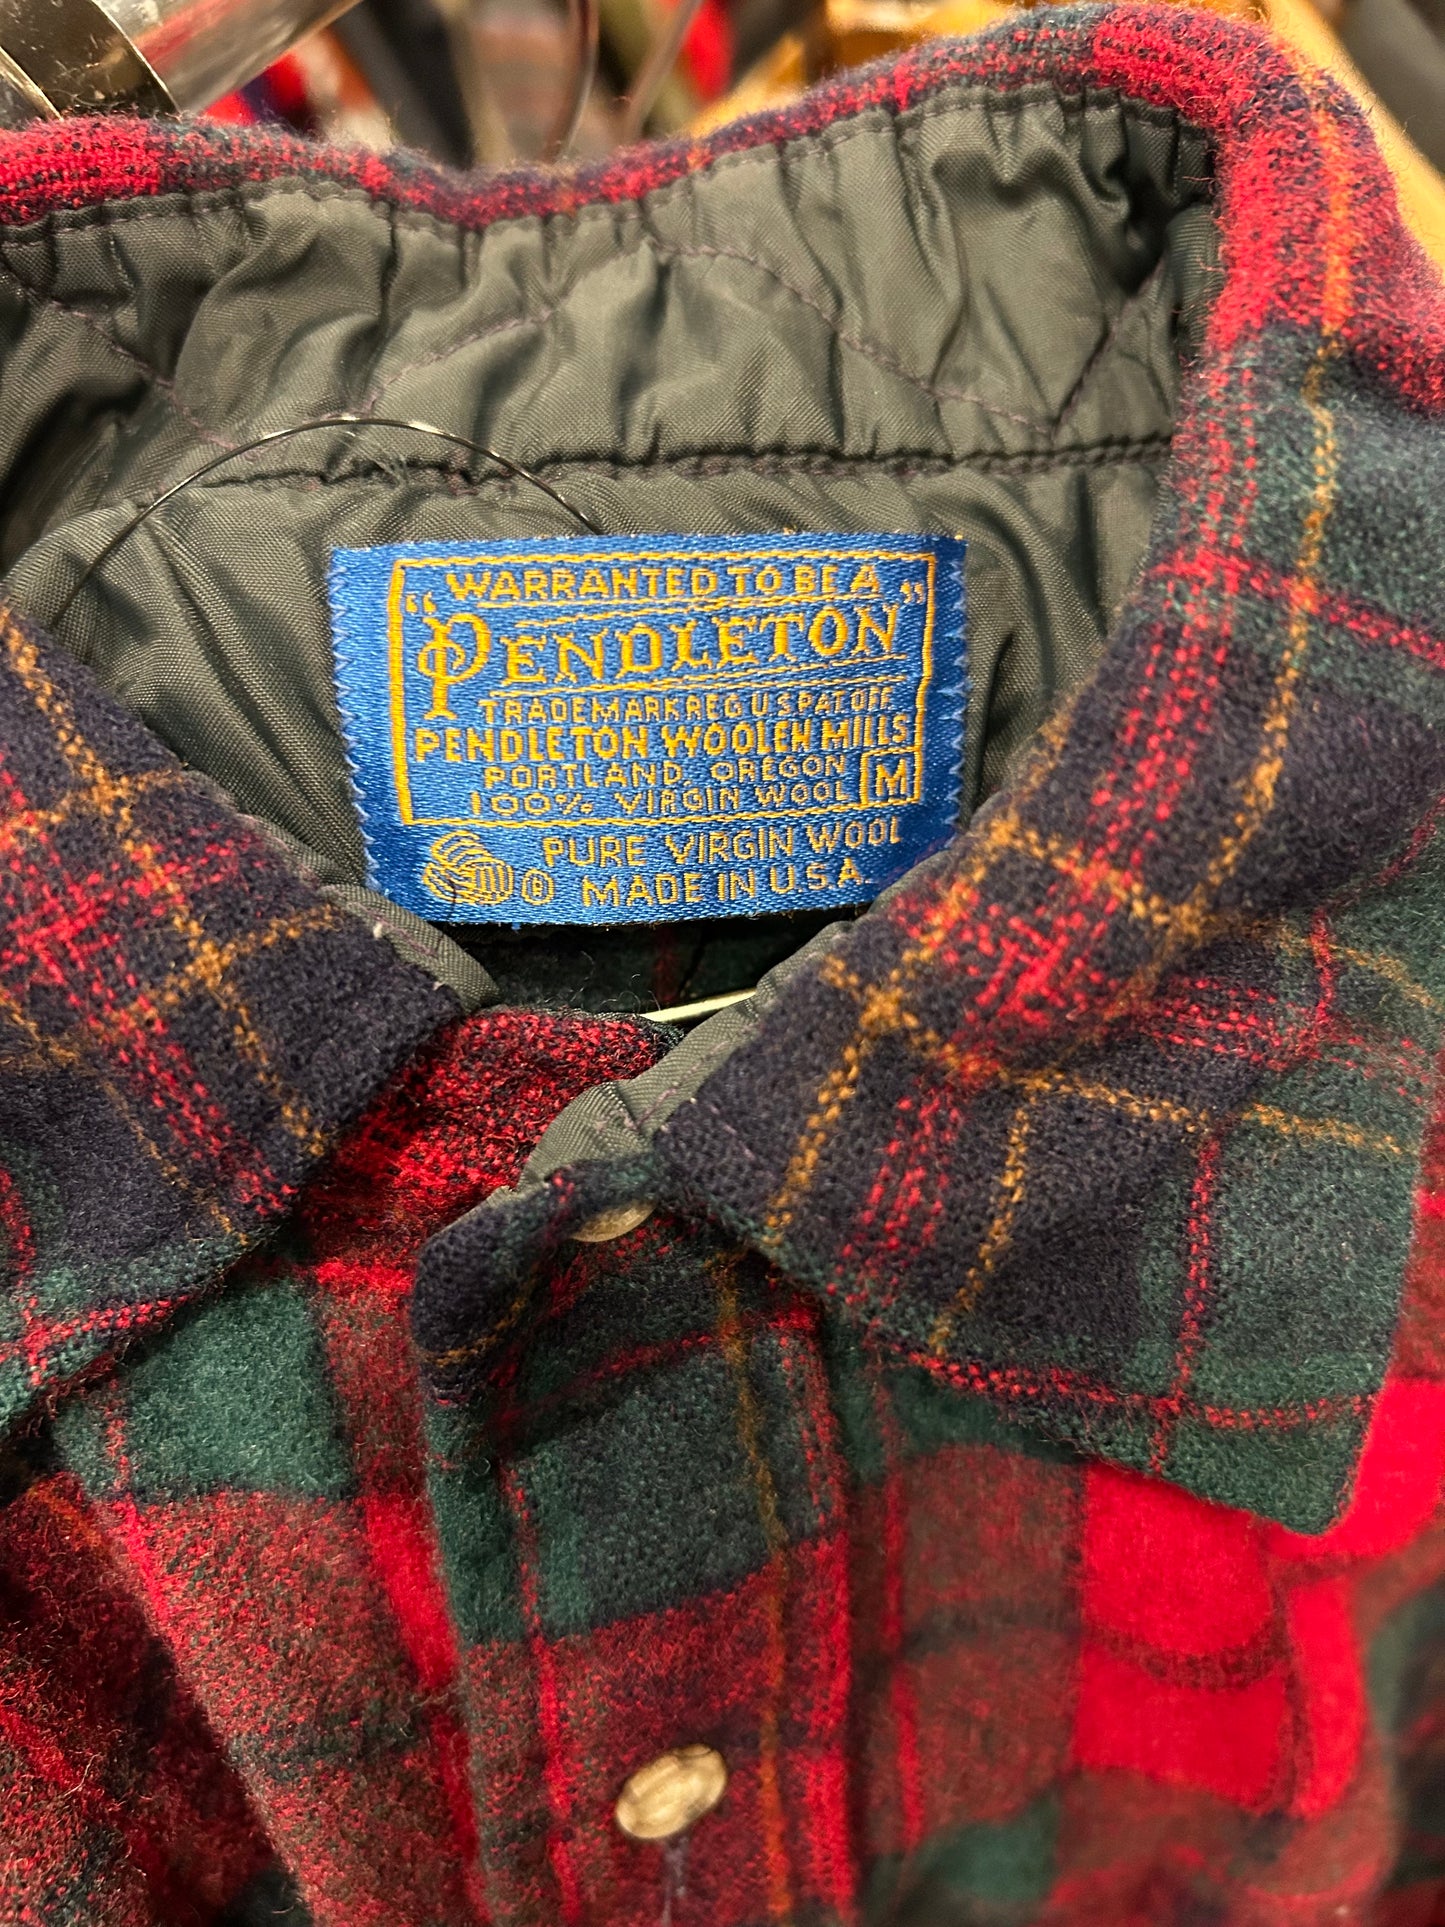 WARRANTED TO BE A
"PENDLETON"
TRADEMARK REG U S PAT. OFF.
PENDLETON WOOLEN MILLS
PORTLAND, OREGON
100% VIRGIN WOOL M
PURE VIRGIN WOOL
® MADE IN U.S.A.